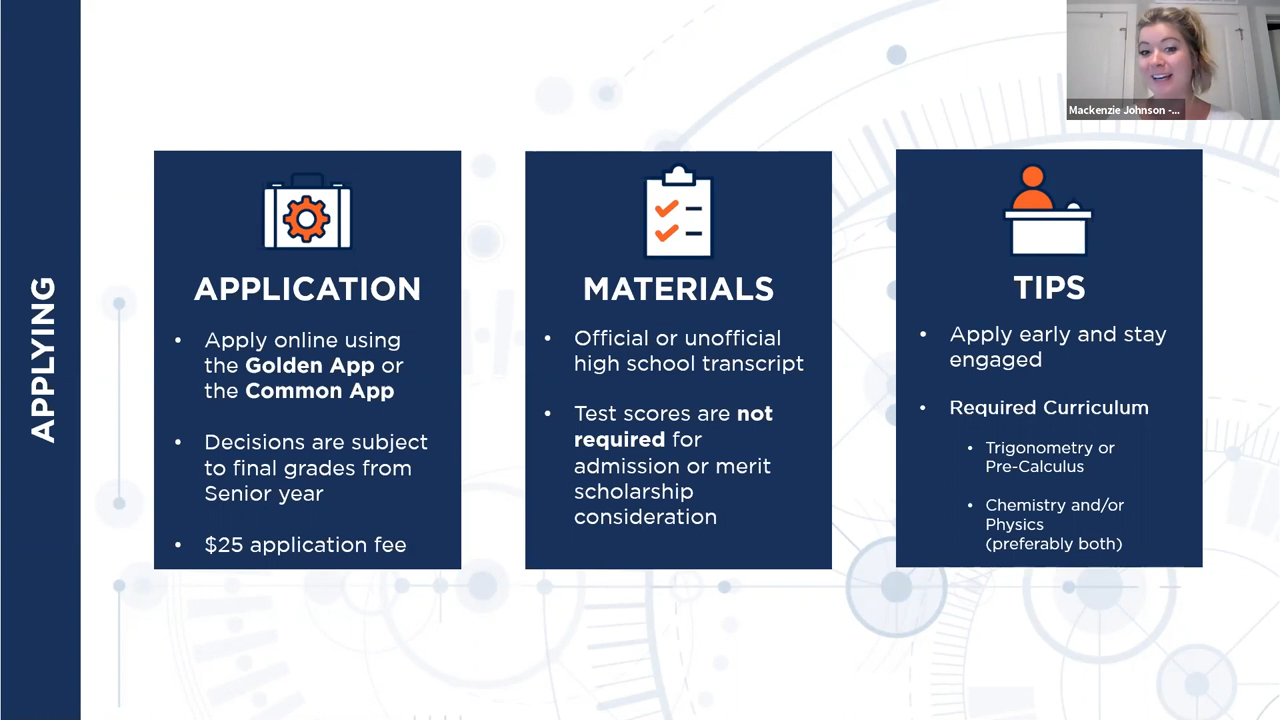 APPLYING
Mackenzie Johnson -...
APPLICATION
• Apply online using
the Golden App or
the Common App
• Decisions are subject
to final grades from
Senior year
• $25 application fee
MATERIALS
• Official or unofficial
high school transcript
• Test scores are not
required for
admission or merit
scholarship
consideration
TIPS
• Apply early and stay
engaged
• Required Curriculum
• Trigonometry or
Pre-Calculus
• Chemistry and/or
Physics
(preferably both)